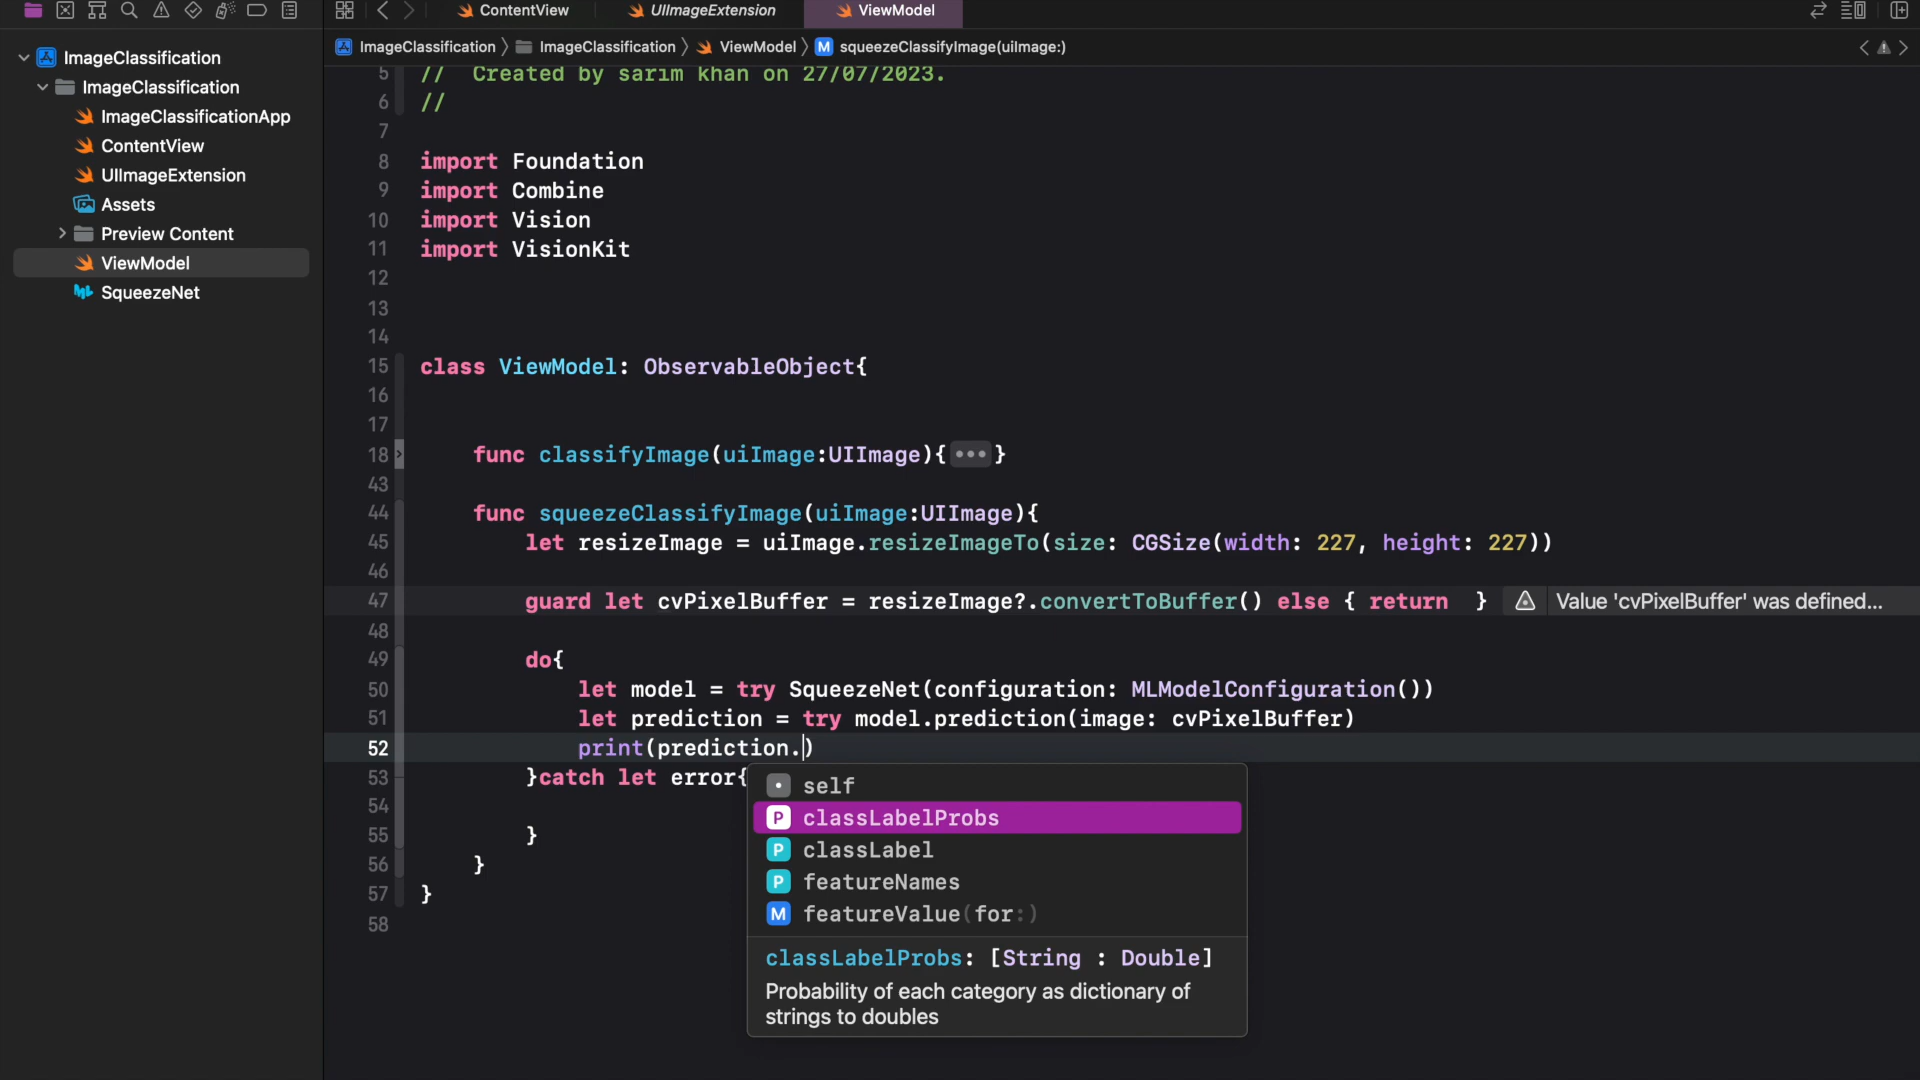 ContentView
UIImageExtension
ViewModel
ImageClassification
ImageClassification
ViewModel
squeezeClassifyImage(uiImage:)
ImageClassification
ImageClassification
ImageClassificationApp
ContentView
UIImageExtension
Assets
Preview Content
ViewModel
SqueezeNet
5 // Created by sarim khan on 27/07/2023.
6 //
7
8 import Foundation
9 import Combine
10 import Vision
11 import VisionKit
12
13
14
15 class ViewModel: ObservableObject{
16
17
18 func classifyImage(uiImage:UIImage){•••}
43
44 func squeezeClassifyImage(uiImage:UIImage){
45 let resizeImage = uiImage.resizeImageTo(size: CGSize(width: 227, height: 227))
46
47 guard let cvPixelBuffer = resizeImage?.convertToBuffer() else { return } Value 'cvPixelBuffer' was defined...
48
49 do{
50 let model = try SqueezeNet(configuration: MLModelConfiguration())
51 let prediction = try model.prediction(image: cvPixelBuffer)
52 print(prediction.)
53 }catch let error{
54
55 }
56 }
57 }
58
self
P classLabelProbs
P classLabel
P featureNames
M featureValue(for:)
classLabelProbs: [String : Double]
Probability of each category as dictionary of
strings to doubles